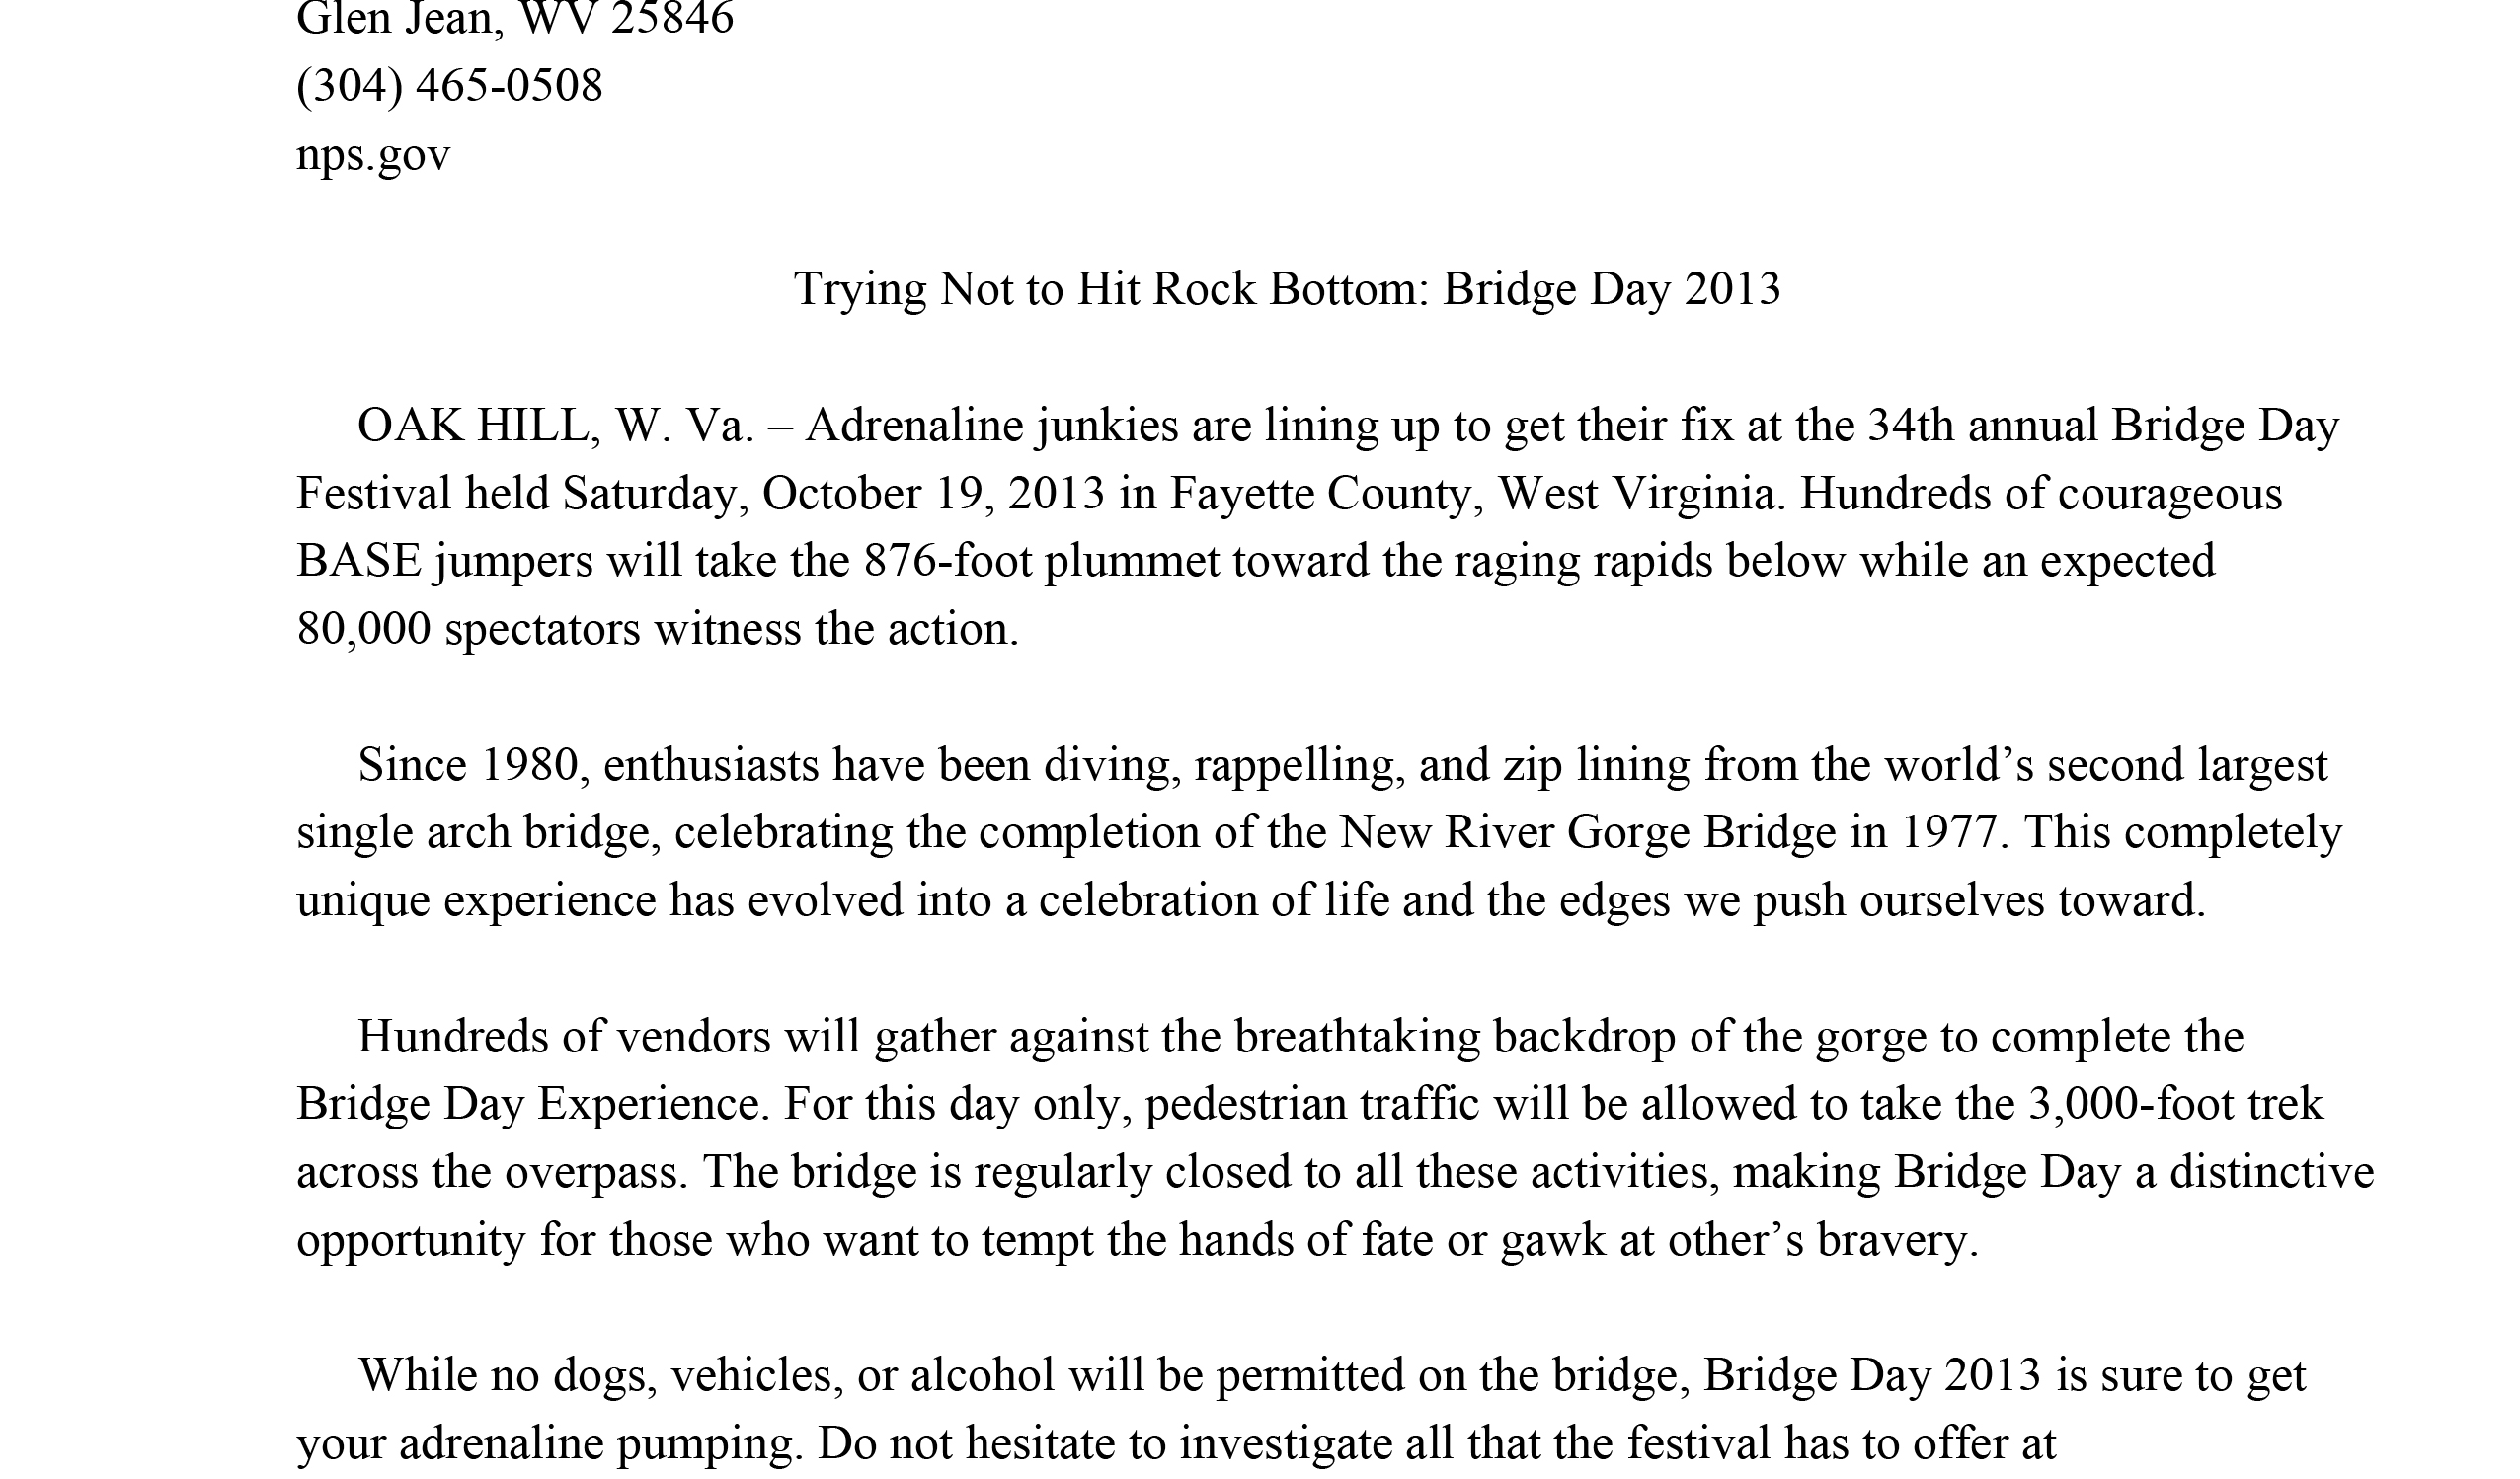 Glen Jean, WV 25846
(304) 465-0508
nps.gov
Trying Not to Hit Rock Bottom: Bridge Day 2013
OAK HILL, W. Va. – Adrenaline junkies are lining up to get their fix at the 34th annual Bridge Day
Festival held Saturday, October 19, 2013 in Fayette County, West Virginia. Hundreds of courageous
BASE jumpers will take the 876-foot plummet toward the raging rapids below while an expected
80,000 spectators witness the action.
Since 1980, enthusiasts have been diving, rappelling, and zip lining from the world’s second largest
single arch bridge, celebrating the completion of the New River Gorge Bridge in 1977. This completely
unique experience has evolved into a celebration of life and the edges we push ourselves toward.
Hundreds of vendors will gather against the breathtaking backdrop of the gorge to complete the
Bridge Day Experience. For this day only, pedestrian traffic will be allowed to take the 3,000-foot trek
across the overpass. The bridge is regularly closed to all these activities, making Bridge Day a distinctive
opportunity for those who want to tempt the hands of fate or gawk at other’s bravery.
While no dogs, vehicles, or alcohol will be permitted on the bridge, Bridge Day 2013 is sure to get
your adrenaline pumping. Do not hesitate to investigate all that the festival has to offer at